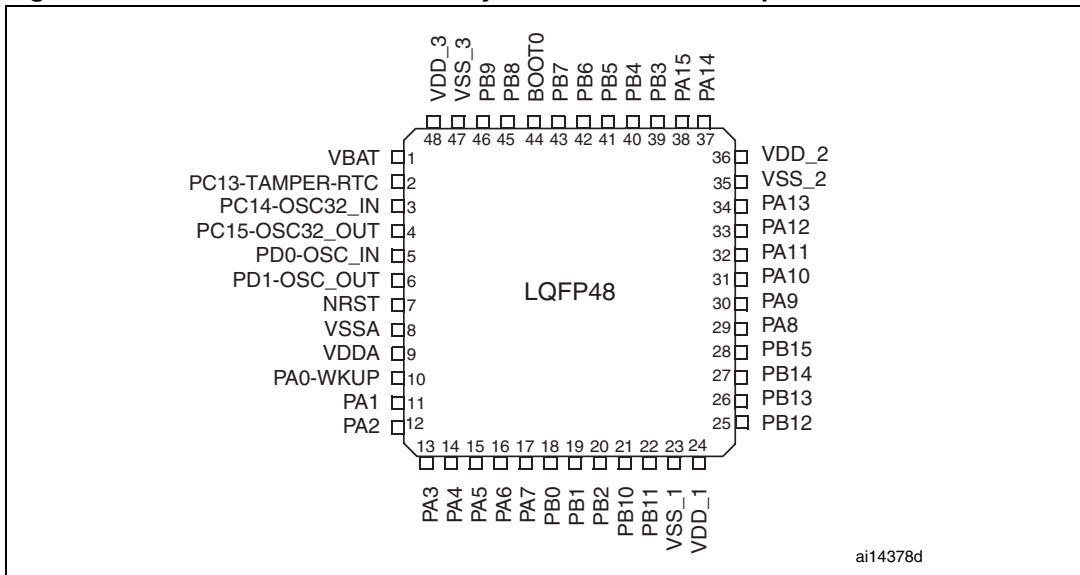 VDD_3
VSS_3
PB9
PB8
BOOT0
PB7
PB6
PB5
PB4
PB3
PA15
PA14
48 47 46 45 44 43 42 41 40 39 38 37
VBAT 1
PC13-TAMPER-RTC 2
PC14-OSC32_IN 3
PC15-OSC32_OUT 4
PD0-OSC_IN 5
PD1-OSC_OUT 6
NRST 7
VSSA 8
VDDA 9
PA0-WKUP 10
PA1 11
PA2 12
LQFP48
36 VDD_2
35 VSS_2
34 PA13
33 PA12
32 PA11
31 PA10
30 PA9
29 PA8
28 PB15
27 PB14
26 PB13
25 PB12
13 14 15 16 17 18 19 20 21 22 23 24
PA3
PA4
PA5
PA6
PA7
PB0
PB1
PB2
PB10
PB11
VSS_1
VDD_1
ai14378d